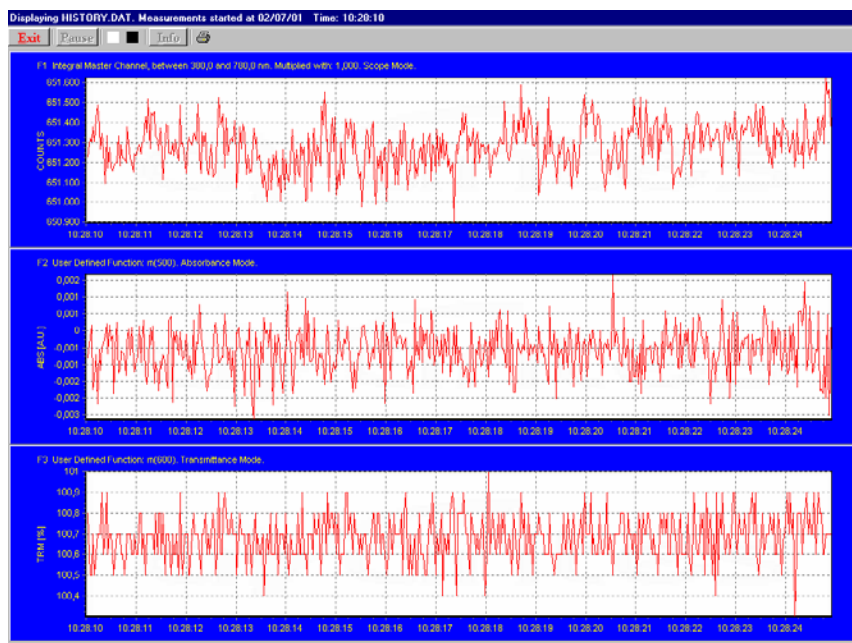 Displaying HISTORY.DAT. Measurements started at 02/07/01 Time: 10:28:10
Exit Pause Info
F1 Integral Master Channel, between 380,0 and 780,0 nm. Multiplied with: 1,000. Scope Mode.
COUNTS
651.600
651.500
651.400
651.300
651.200
651.100
651.000
650.900
10:28:10 10:28:11 10:28:12 10:28:13 10:28:14 10:28:15 10:28:16 10:28:17 10:28:18 10:28:19 10:28:20 10:28:21 10:28:22 10:28:23 10:28:24
F2 User Defined Function: m(500). Absorbance Mode.
ABS [A.U.]
0,002
0,001
0,001
0
-0,001
-0,001
-0,002
-0,002
-0,003
10:28:10 10:28:11 10:28:12 10:28:13 10:28:14 10:28:15 10:28:16 10:28:17 10:28:18 10:28:19 10:28:20 10:28:21 10:28:22 10:28:23 10:28:24
F3 User Defined Function: m(600). Transmittance Mode.
TRM [%]
101
100,9
100,8
100,7
100,6
100,5
100,4
10:28:10 10:28:11 10:28:12 10:28:13 10:28:14 10:28:15 10:28:16 10:28:17 10:28:18 10:28:19 10:28:20 10:28:21 10:28:22 10:28:23 10:28:24